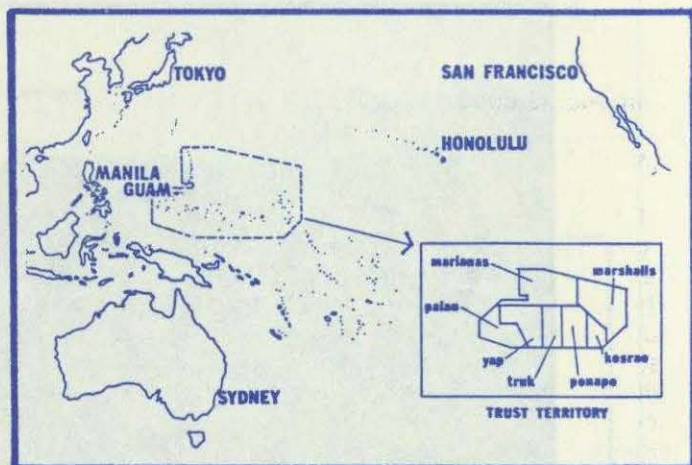 TOKYO
SAN FRANCISCO
HONOLULU
MANILA
GUAM
marianas
marshalls
palau
yap
truk
ponape
kosrae
SYDNEY
TRUST TERRITORY